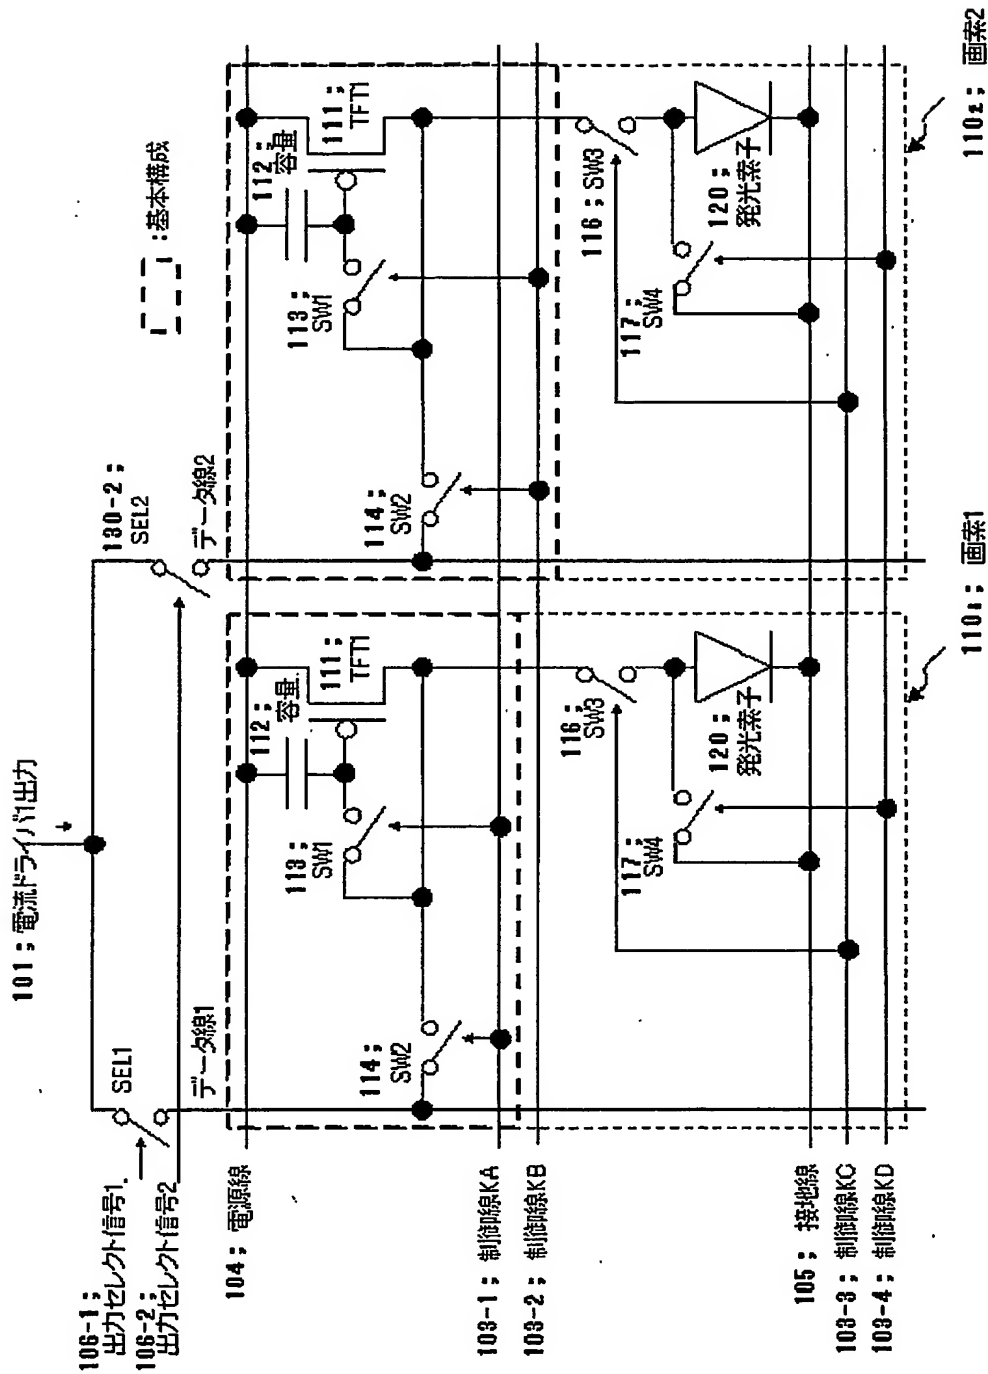 101；電流ドライバ1出力
106-1；
出力セレクト信号1
106-2；
出力セレクト信号2
SEL1
130-2；
SEL2
データ線1
データ線2
：基本構成
104；電源線
112；
容量
111；
TFT1
113；
SW1
114；
SW2
112；
容量
111；
TFT1
113；
SW1
114；
SW2
103-1；制御線KA
103-2；制御線KB
116；
SW3
117；
SW4
120；
発光素子
116；SW3
117；
SW4
120；
発光素子
105；接地線
103-3；制御線KC
103-4；制御線KD
110₁；画素1
110₂；画素2